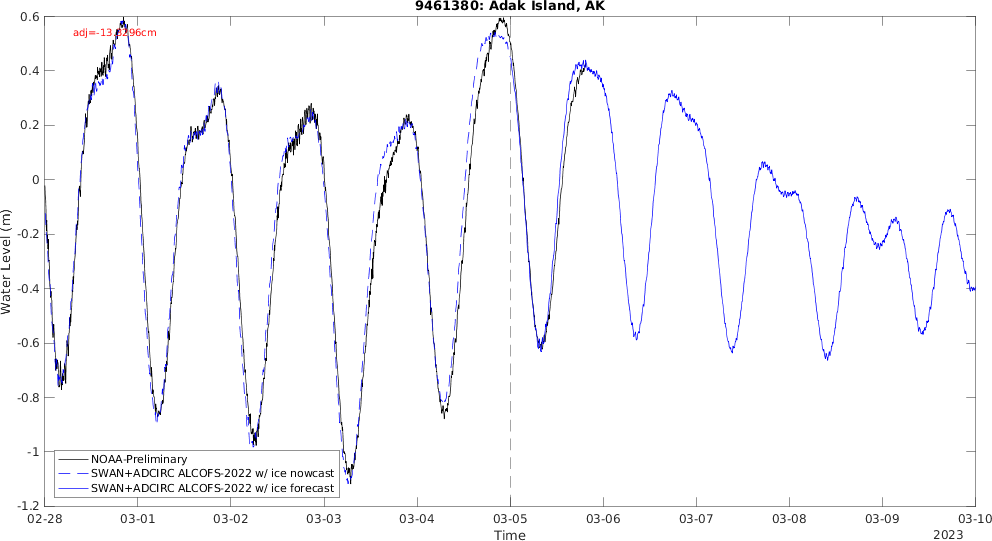 9461380: Adak Island, AK
0.6
adj=-13.8296cm
0.4
0.2
0
-0.2
-0.4
-0.6
-0.8
-1
-1.2
Water Level (m)
NOAA-Preliminary
SWAN+ADCIRC ALCOFS-2022 w/ ice nowcast
SWAN+ADCIRC ALCOFS-2022 w/ ice forecast
02-28 03-01 03-02 03-03 03-04 03-05 03-06 03-07 03-08 03-09 03-10
Time
2023